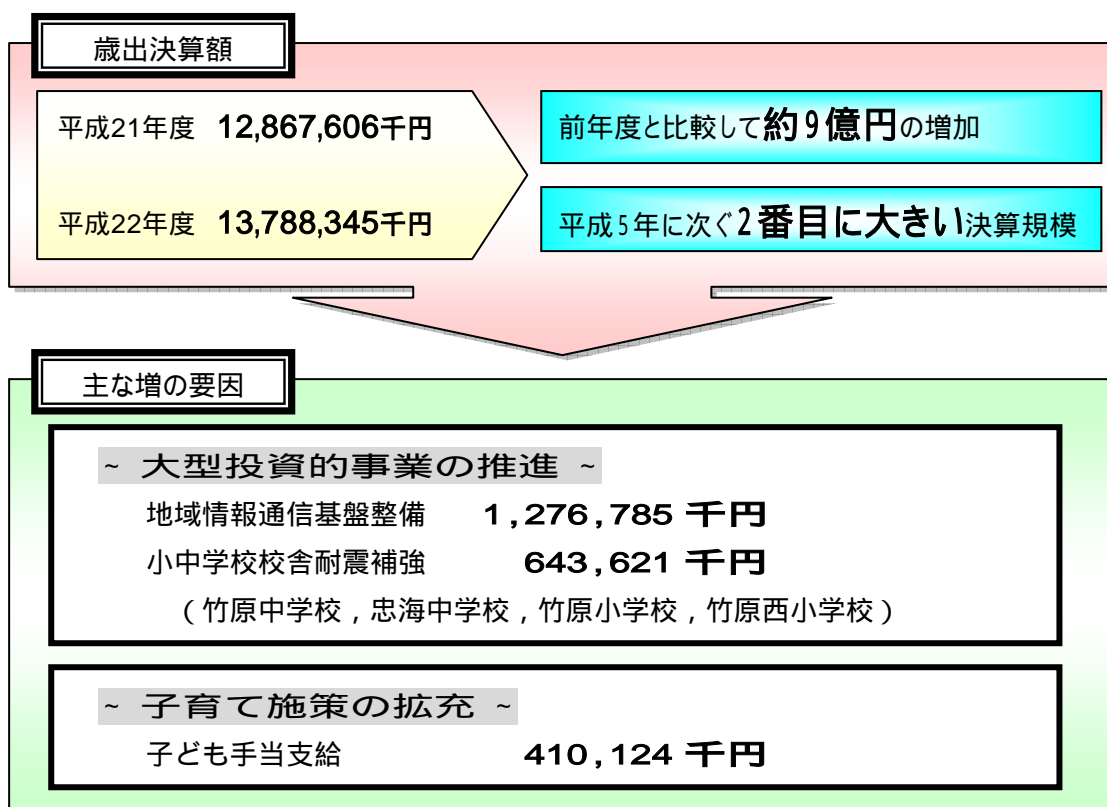 歳出決算額
平成21年度 12,867,606千円
前年度と比較して約9億円の増加
平成22年度 13,788,345千円
平成5年に次ぐ2番目に大きい決算規模
主な増の要因
~ 大型投資的事業の推進 ~
地域情報通信基盤整備 1,276,785 千円
小中学校校舎耐震補強 643,621 千円
（竹原中学校，忠海中学校，竹原小学校，竹原西小学校）
~ 子育て施策の拡充 ~
子ども手当支給 410,124 千円